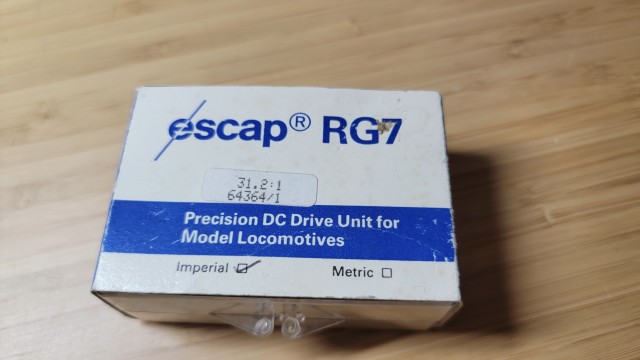 escap® RG7
31.2:1
64364/1
Precision DC Drive Unit for
Model Locomotives
Imperial ☑ Metric ☐